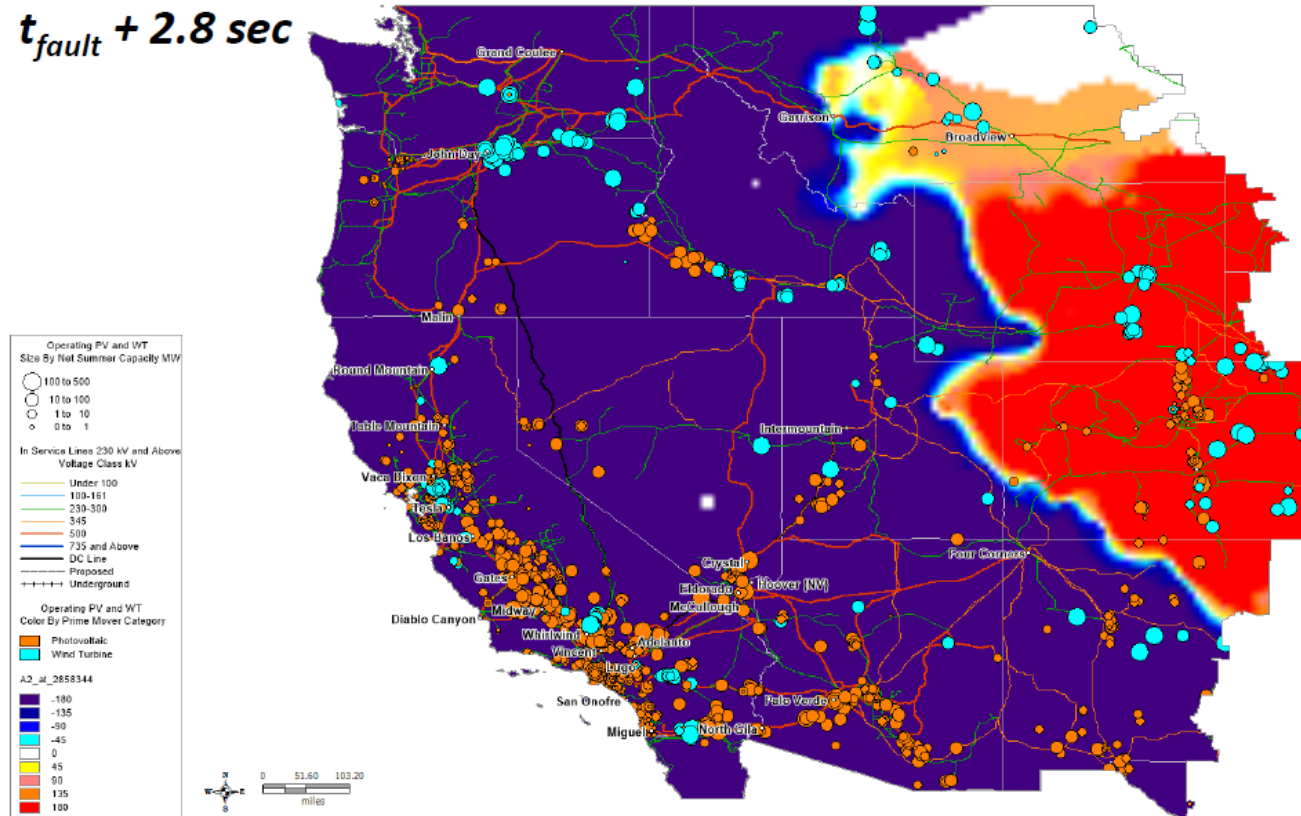 t_fault + 2.8 sec
Grand Coulee
Garrison
Broadview
John Day
Malin
Round Mountain
Table Mountain
Intermountain
Vaca Dixon
Tesla
Los Banos
Four Corners
Crystal
Gates
Hoover (NV)
Eldorado
McCullough
Midway
Diablo Canyon
Whirlwind
Adelanto
Vincent
Lugo
San Onofre
Palo Verde
Miguel
North Gila
Operating PV and WT
Size By Net Summer Capacity MW
100 to 500
10 to 100
1 to 10
0 to 1
In Service Lines 230 kV and Above
Voltage Class kV
Under 100
100-161
230-300
345
500
735 and Above
DC Line
Proposed
Underground
Operating PV and WT
Color By Prime Mover Category
Photovoltaic
Wind Turbine
A2_at_2858344
-180
-135
-90
-45
0
45
90
135
180
N
W E
S
0 51.60 103.20
miles